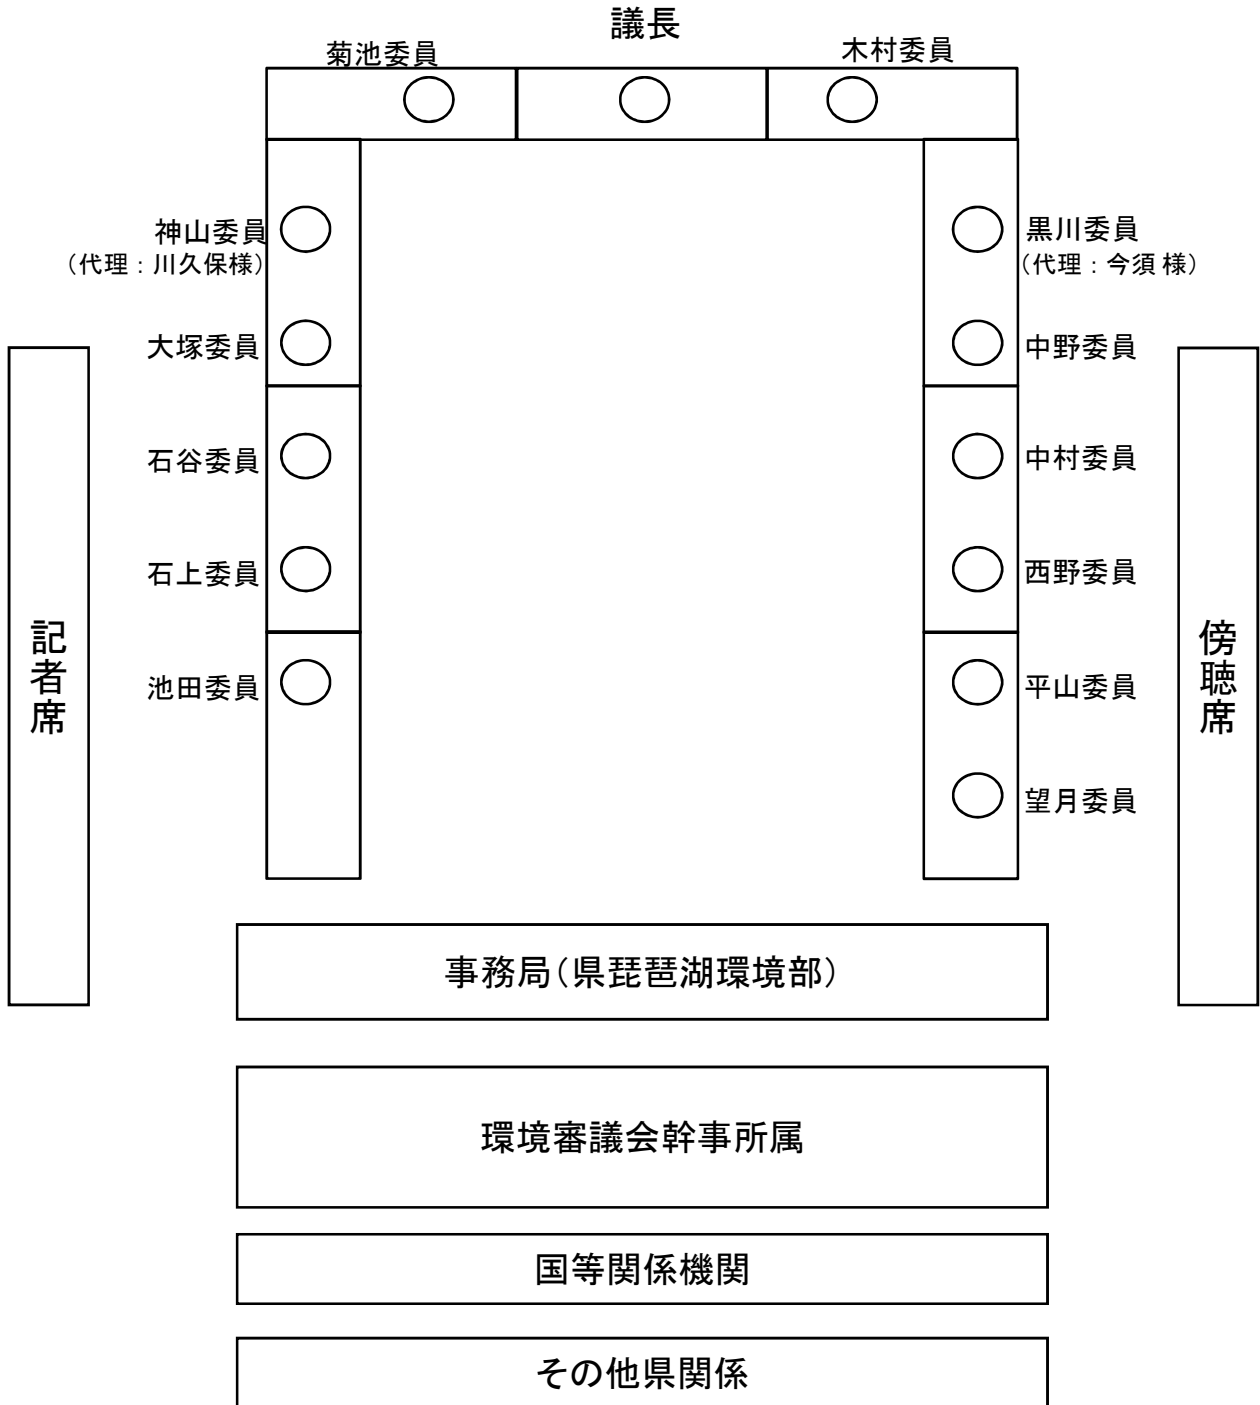 議長
菊池委員
木村委員
神山委員
（代理：川久保様）
黒川委員
（代理：今須 様）
大塚委員
中野委員
石谷委員
中村委員
石上委員
西野委員
池田委員
平山委員
望月委員
記者席
傍聴席
事務局（県琵琶湖環境部）
環境審議会幹事所属
国等関係機関
その他県関係